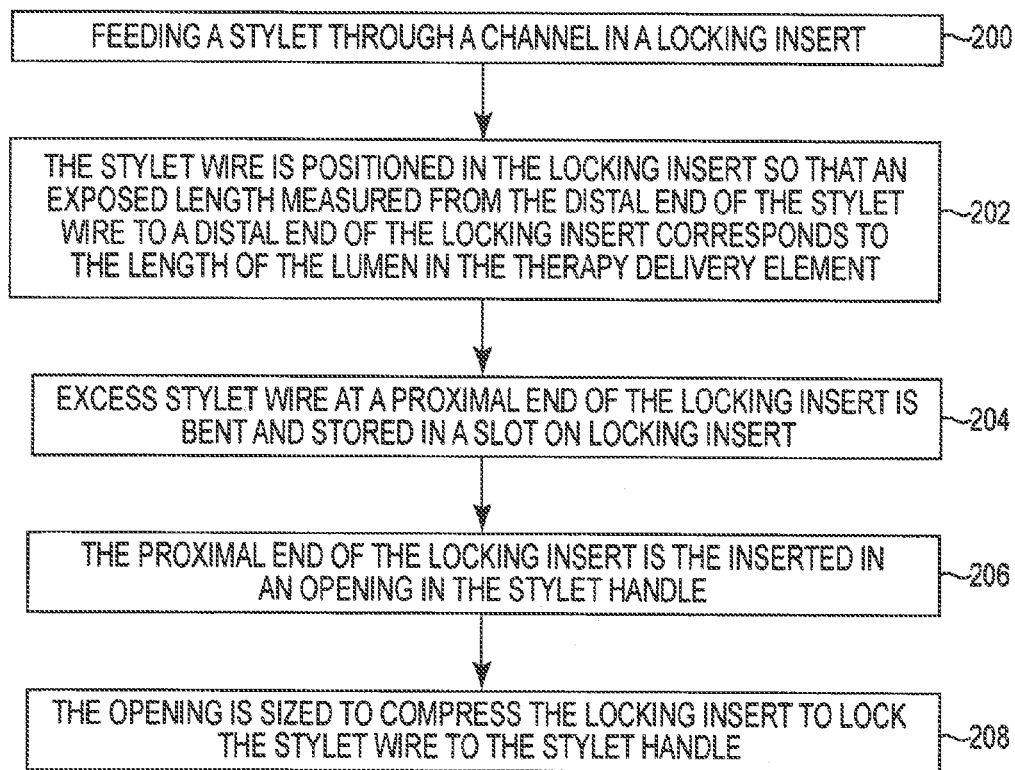 FEEDING A STYLET THROUGH A CHANNEL IN A LOCKING INSERT
200
THE STYLET WIRE IS POSITIONED IN THE LOCKING INSERT SO THAT AN
EXPOSED LENGTH MEASURED FROM THE DISTAL END OF THE STYLET
WIRE TO A DISTAL END OF THE LOCKING INSERT CORRESPONDS TO
THE LENGTH OF THE LUMEN IN THE THERAPY DELIVERY ELEMENT
202
EXCESS STYLET WIRE AT A PROXIMAL END OF THE LOCKING INSERT IS
BENT AND STORED IN A SLOT ON LOCKING INSERT
204
THE PROXIMAL END OF THE LOCKING INSERT IS THE INSERTED IN
AN OPENING IN THE STYLET HANDLE
206
THE OPENING IS SIZED TO COMPRESS THE LOCKING INSERT TO LOCK
THE STYLET WIRE TO THE STYLET HANDLE
208